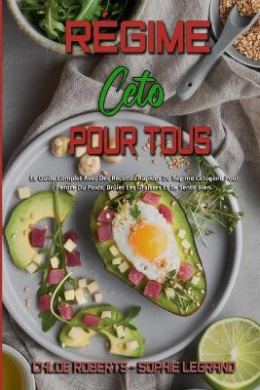 RÉGIME
Ceto
POUR TOUS
Le Guide Complet Avec Des Recettes Rapides Du Régime Cétogène Pour
Perdre Du Poids, Brûler Les Graisses Et Se Sentir Bien.
CHLOE ROBERTS - SOPHIE LEGRAND